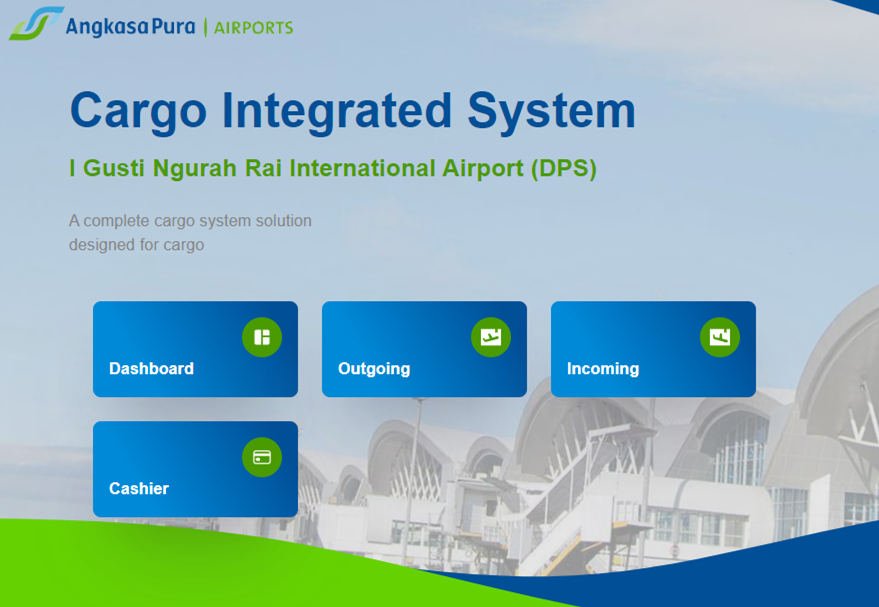 AngkasaPura | AIRPORTS
Cargo Integrated System
I Gusti Ngurah Rai International Airport (DPS)
A complete cargo system solution
designed for cargo
Dashboard
Outgoing
Incoming
Cashier